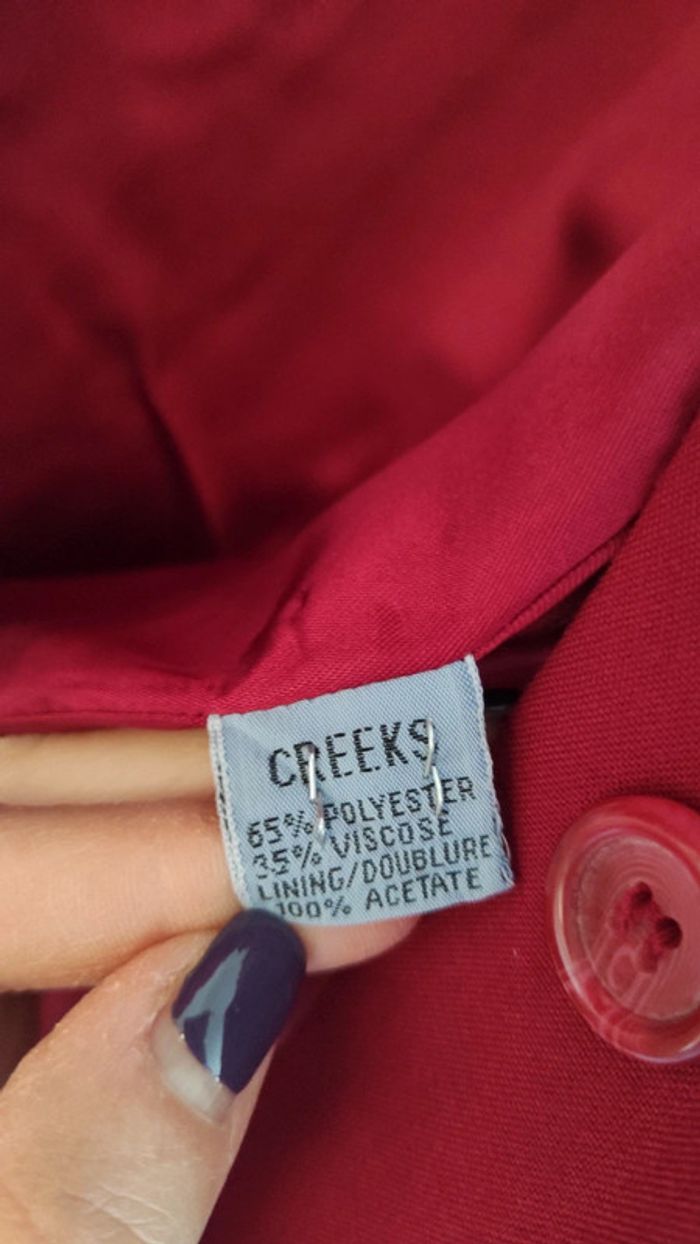 CREEKS
65% POLYESTER
35% VISCOSE
LINING/DOUBLURE
100% ACETATE